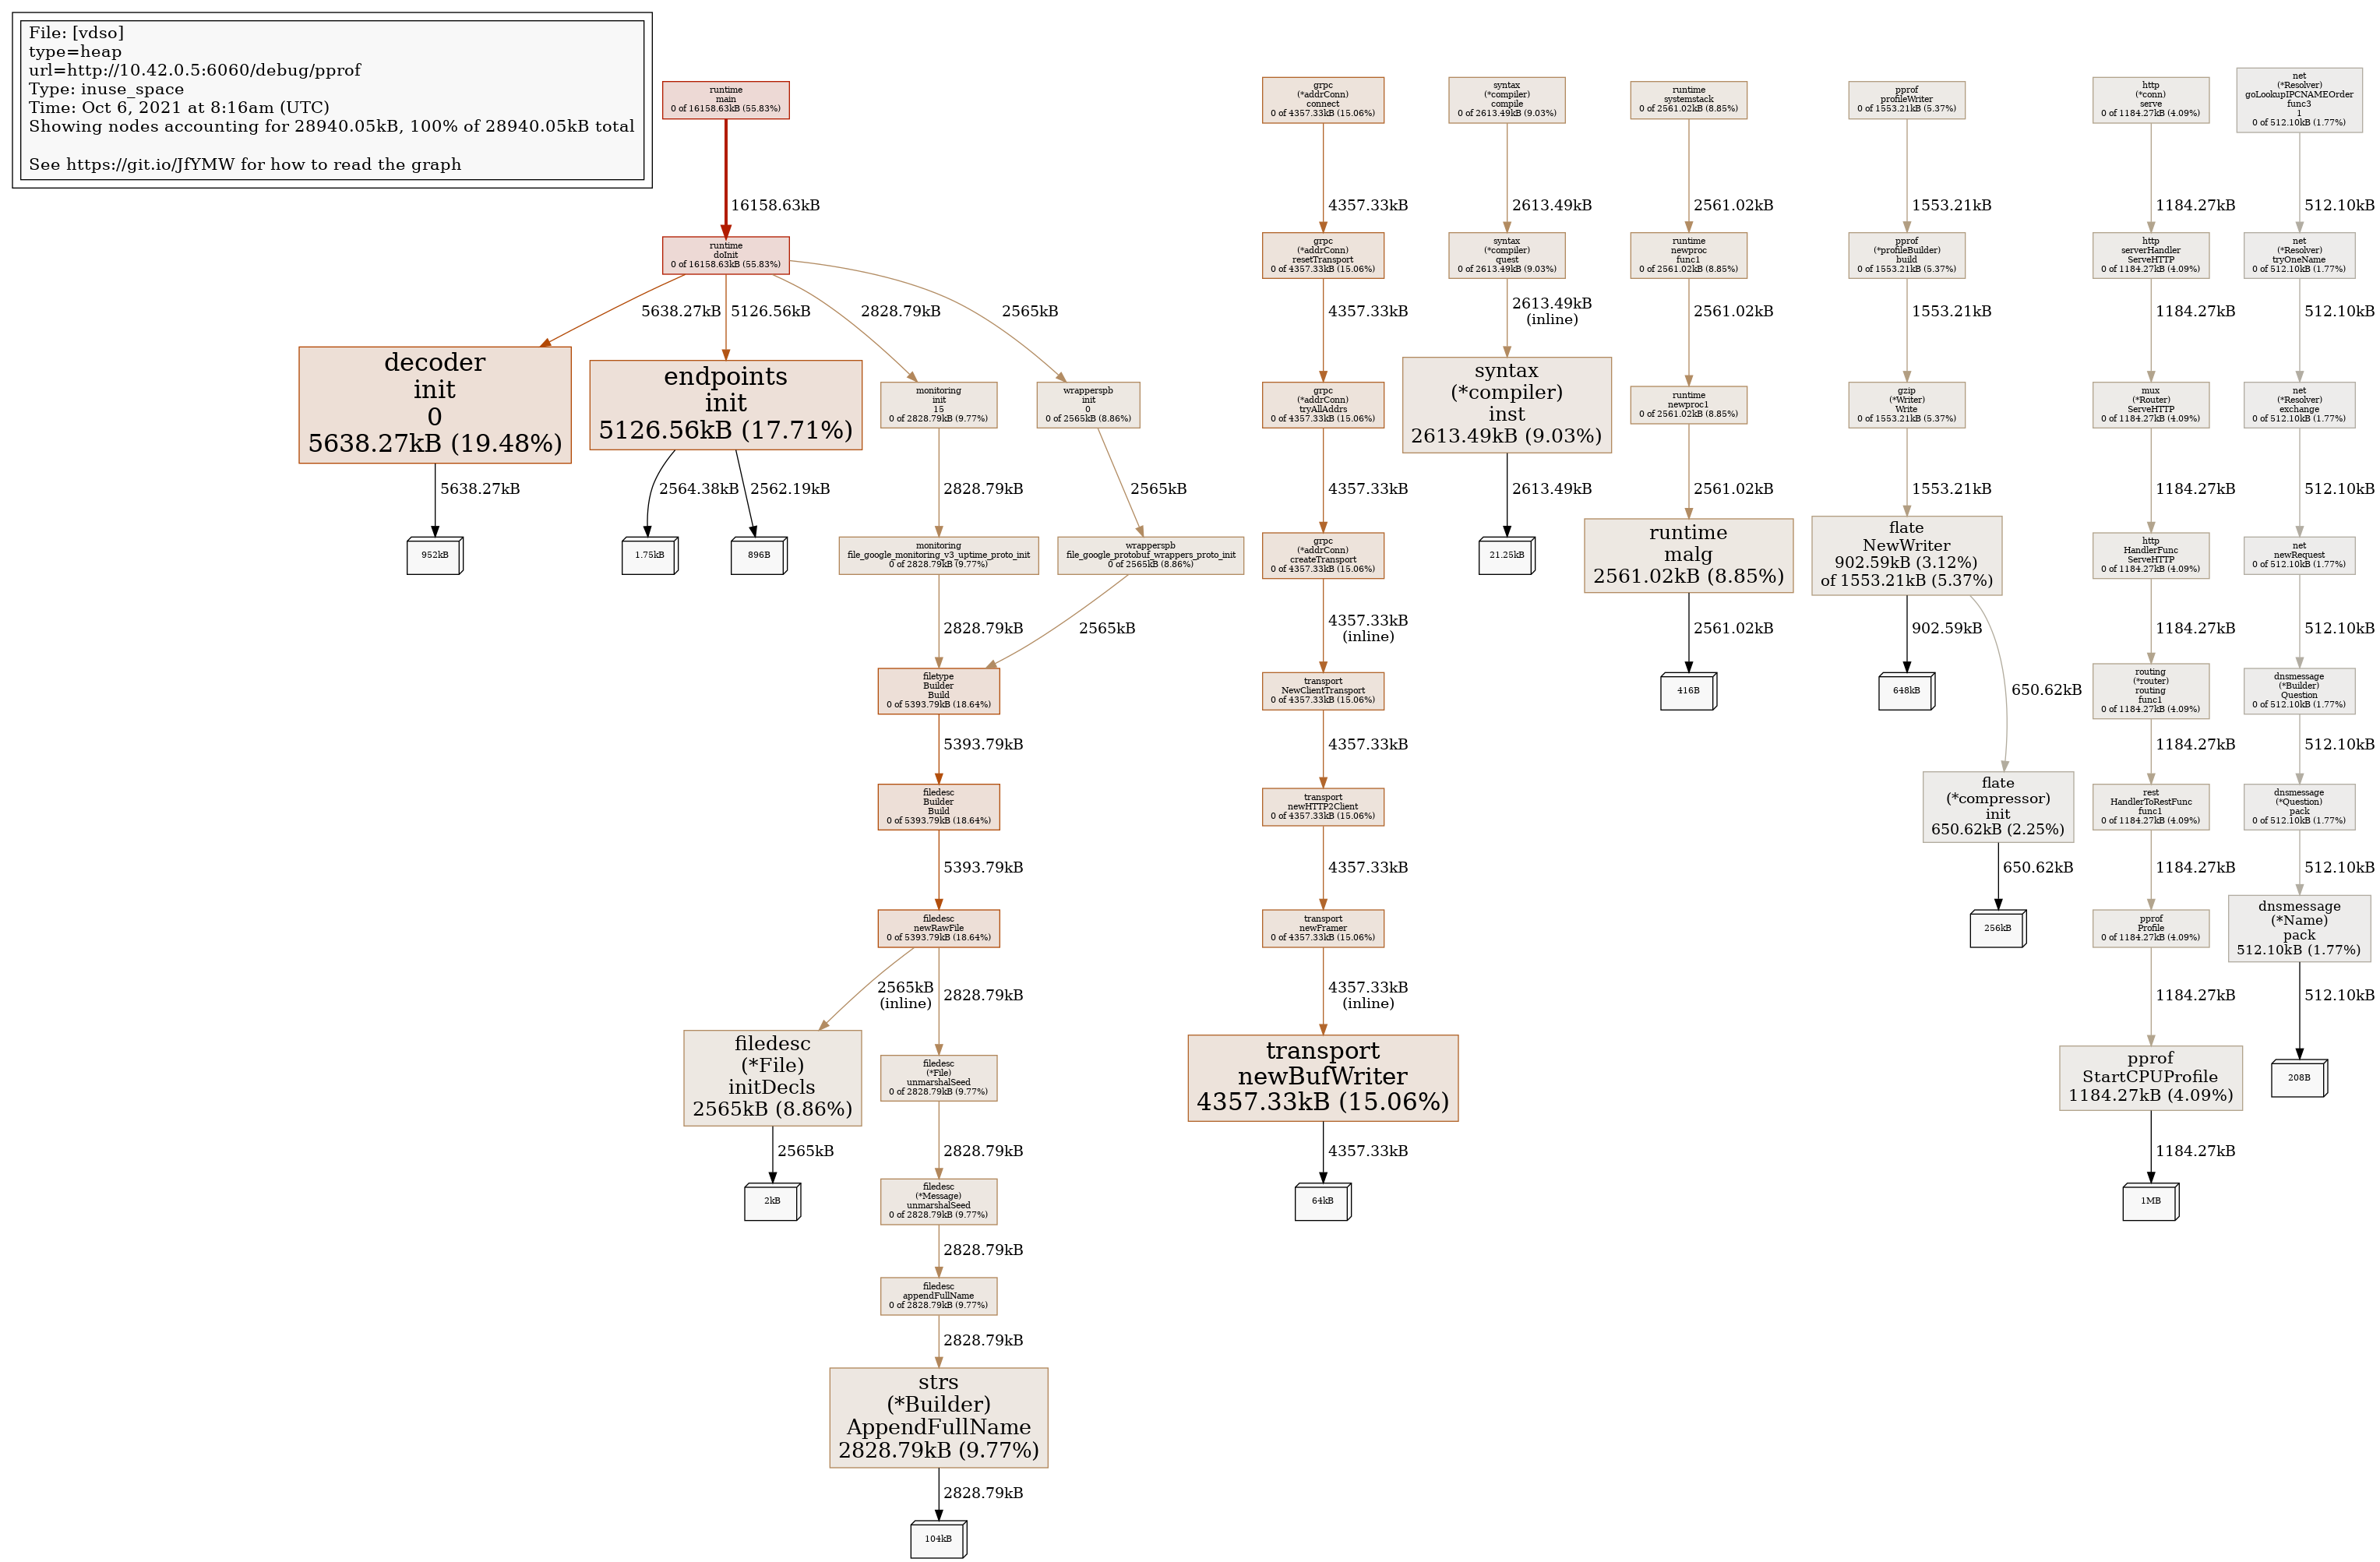 File: [vdso]
type=heap
url=http://10.42.0.5:6060/debug/pprof
Type: inuse_space
Time: Oct 6, 2021 at 8:16am (UTC)
Showing nodes accounting for 28940.05kB, 100% of 28940.05kB total
See https://git.io/JfYMW for how to read the graph
runtime
main
0 of 16158.63kB (55.83%)
16158.63kB
runtime
doInit
0 of 16158.63kB (55.83%)
5638.27kB
5126.56kB
2828.79kB
2565kB
decoder
init
0
5638.27kB (19.48%)
5638.27kB
952kB
endpoints
init
5126.56kB (17.71%)
2564.38kB
2562.19kB
1.75kB
896B
monitoring
init
15
0 of 2828.79kB (9.77%)
2828.79kB
monitoring
file_google_monitoring_v3_uptime_proto_init
0 of 2828.79kB (9.77%)
2828.79kB
wrapperspb
init
0
0 of 2565kB (8.86%)
2565kB
wrapperspb
file_google_protobuf_wrappers_proto_init
0 of 2565kB (8.86%)
2565kB
filetype
Builder
Build
0 of 5393.79kB (18.64%)
5393.79kB
filedesc
Builder
Build
0 of 5393.79kB (18.64%)
5393.79kB
filedesc
newRawFile
0 of 5393.79kB (18.64%)
2565kB
(inline)
2828.79kB
filedesc
(*File)
initDecls
2565kB (8.86%)
2565kB
2kB
filedesc
(*File)
unmarshalSeed
0 of 2828.79kB (9.77%)
2828.79kB
filedesc
(*Message)
unmarshalSeed
0 of 2828.79kB (9.77%)
2828.79kB
filedesc
appendFullName
0 of 2828.79kB (9.77%)
2828.79kB
strs
(*Builder)
AppendFullName
2828.79kB (9.77%)
2828.79kB
104kB
grpc
(*addrConn)
connect
0 of 4357.33kB (15.06%)
4357.33kB
grpc
(*addrConn)
resetTransport
0 of 4357.33kB (15.06%)
4357.33kB
grpc
(*addrConn)
tryAllAddrs
0 of 4357.33kB (15.06%)
4357.33kB
grpc
(*addrConn)
createTransport
0 of 4357.33kB (15.06%)
4357.33kB
(inline)
transport
NewClientTransport
0 of 4357.33kB (15.06%)
4357.33kB
transport
newHTTP2Client
0 of 4357.33kB (15.06%)
4357.33kB
transport
newFramer
0 of 4357.33kB (15.06%)
4357.33kB
(inline)
transport
newBufWriter
4357.33kB (15.06%)
4357.33kB
64kB
syntax
(*compiler)
compile
0 of 2613.49kB (9.03%)
2613.49kB
syntax
(*compiler)
quest
0 of 2613.49kB (9.03%)
2613.49kB
(inline)
syntax
(*compiler)
inst
2613.49kB (9.03%)
2613.49kB
21.25kB
runtime
systemstack
0 of 2561.02kB (8.85%)
2561.02kB
runtime
newproc
func1
0 of 2561.02kB (8.85%)
2561.02kB
runtime
newproc1
0 of 2561.02kB (8.85%)
2561.02kB
runtime
malg
2561.02kB (8.85%)
2561.02kB
416B
pprof
profileWriter
0 of 1553.21kB (5.37%)
1553.21kB
pprof
(*profileBuilder)
build
0 of 1553.21kB (5.37%)
1553.21kB
gzip
(*Writer)
Write
0 of 1553.21kB (5.37%)
1553.21kB
flate
NewWriter
902.59kB (3.12%)
of 1553.21kB (5.37%)
902.59kB
648kB
650.62kB
flate
(*compressor)
init
650.62kB (2.25%)
650.62kB
256kB
http
(*conn)
serve
0 of 1184.27kB (4.09%)
1184.27kB
http
serverHandler
ServeHTTP
0 of 1184.27kB (4.09%)
1184.27kB
mux
(*Router)
ServeHTTP
0 of 1184.27kB (4.09%)
1184.27kB
http
HandlerFunc
ServeHTTP
0 of 1184.27kB (4.09%)
1184.27kB
routing
(*router)
routing
func1
0 of 1184.27kB (4.09%)
1184.27kB
rest
HandlerToRestFunc
func1
0 of 1184.27kB (4.09%)
1184.27kB
pprof
Profile
0 of 1184.27kB (4.09%)
1184.27kB
pprof
StartCPUProfile
1184.27kB (4.09%)
1184.27kB
1MB
net
(*Resolver)
goLookupIPCNAMEOrder
func3
1
0 of 512.10kB (1.77%)
512.10kB
net
(*Resolver)
tryOneName
0 of 512.10kB (1.77%)
512.10kB
net
(*Resolver)
exchange
0 of 512.10kB (1.77%)
512.10kB
net
newRequest
0 of 512.10kB (1.77%)
512.10kB
dnsmessage
(*Builder)
Question
0 of 512.10kB (1.77%)
512.10kB
dnsmessage
(*Question)
pack
0 of 512.10kB (1.77%)
512.10kB
dnsmessage
(*Name)
pack
512.10kB (1.77%)
512.10kB
208B